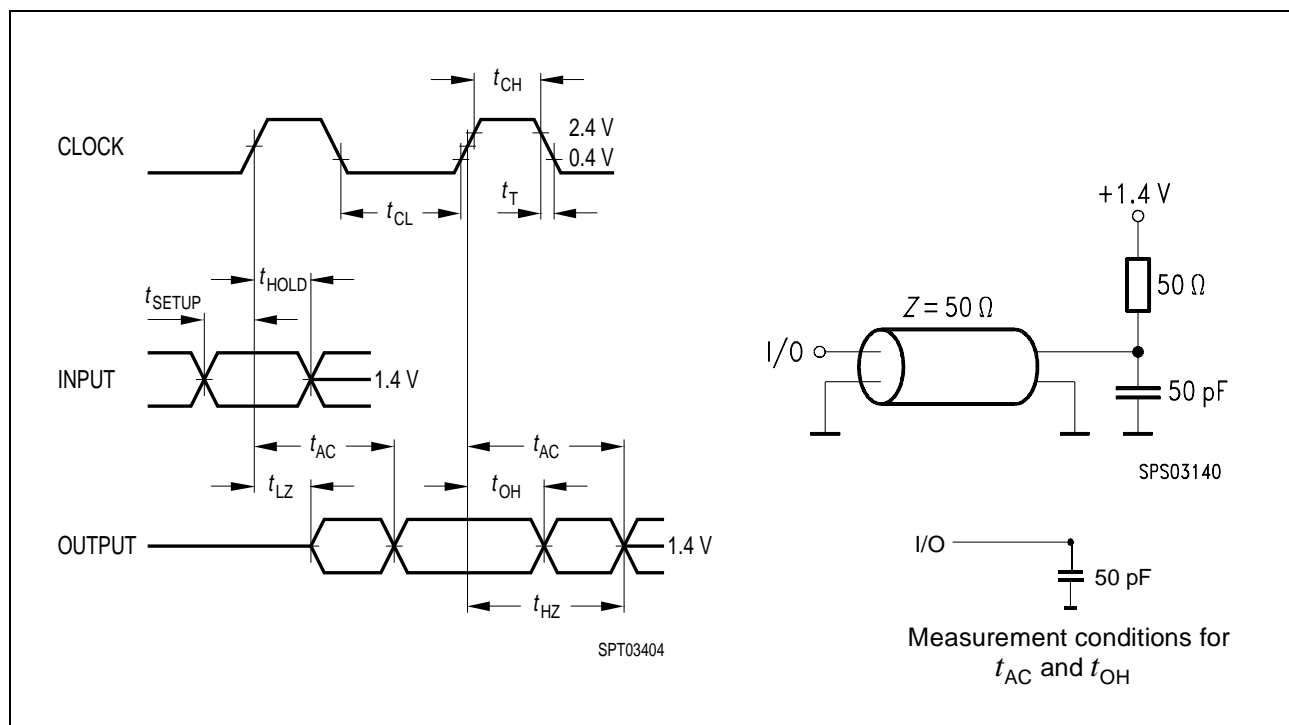 tCH
2.4 V
CLOCK
0.4 V
tT
tCL
+1.4 V
tHOLD
tSETUP
50 Ω
Z = 50 Ω
I/O
INPUT
1.4 V
50 pF
tAC
tAC
SPS03140
tLZ
tOH
OUTPUT
1.4 V
I/O
50 pF
tHZ
SPT03404
Measurement conditions for
tAC and tOH